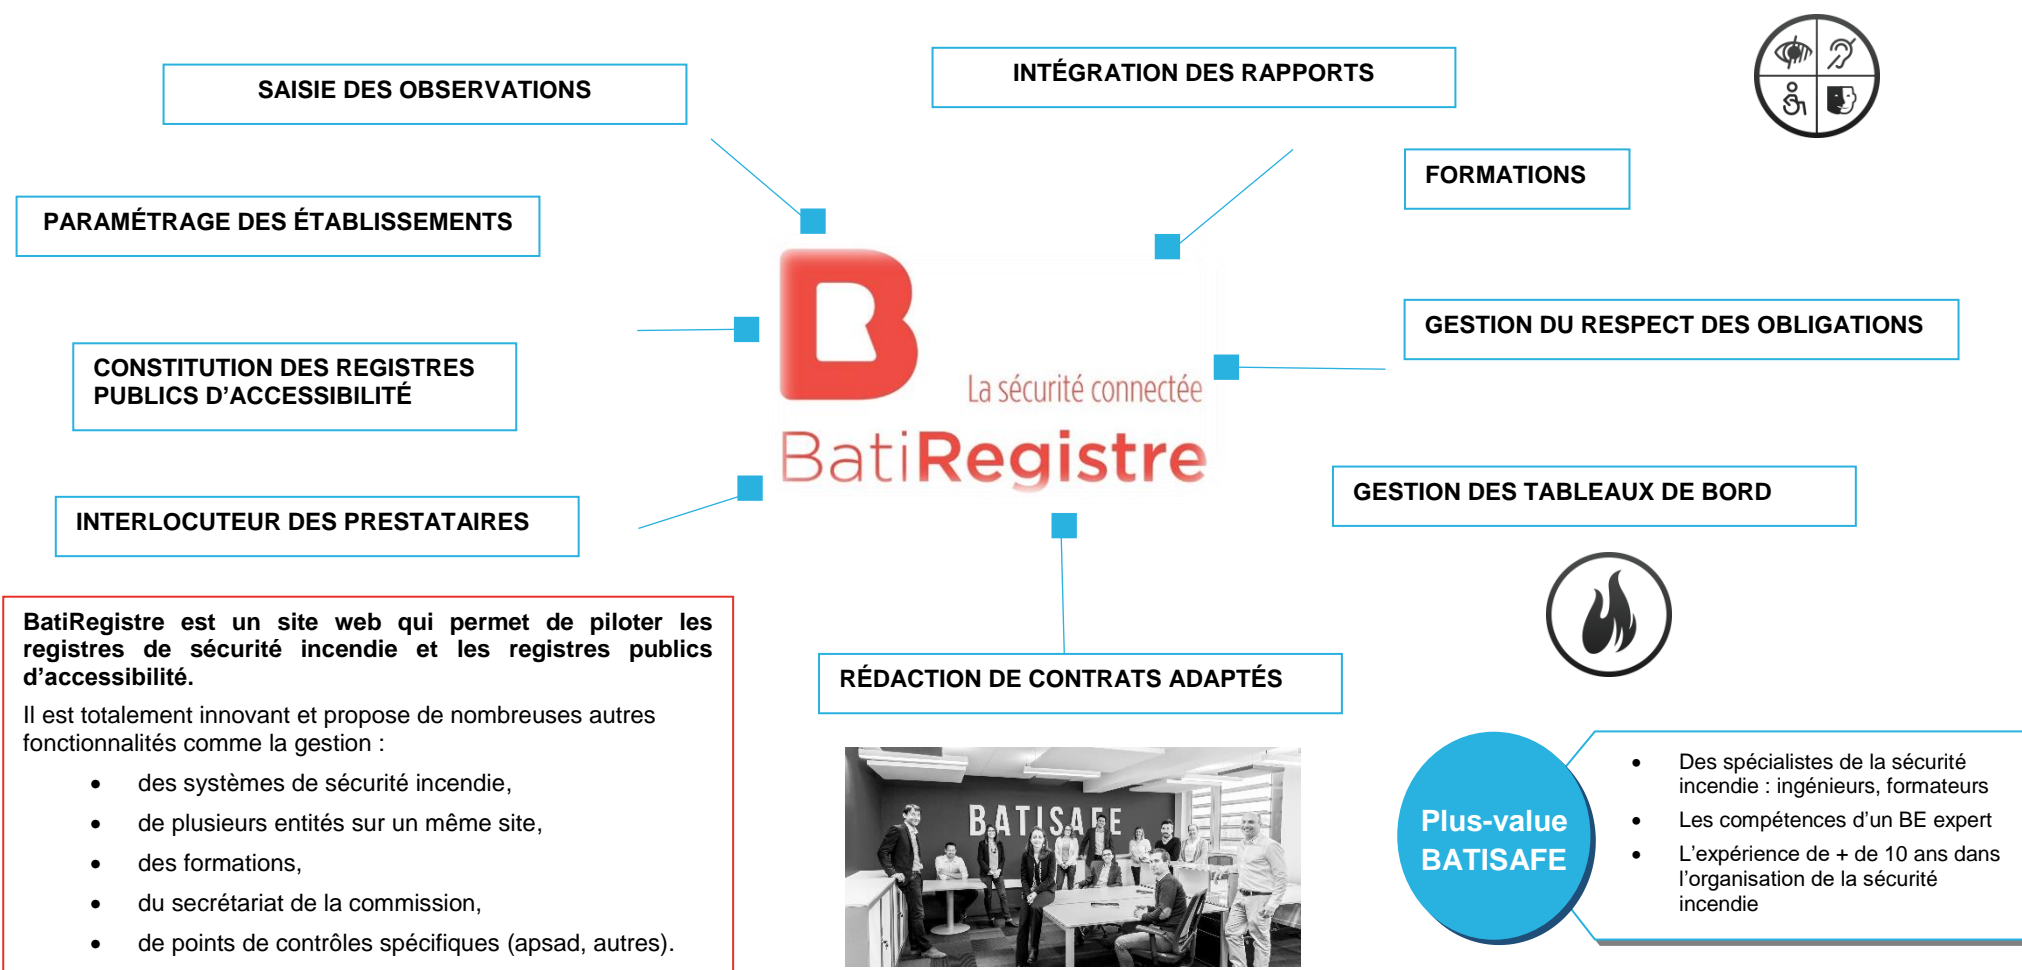 SAISIE DES OBSERVATIONS
INTÉGRATION DES RAPPORTS
FORMATIONS
PARAMÉTRAGE DES ÉTABLISSEMENTS
GESTION DU RESPECT DES OBLIGATIONS
CONSTITUTION DES REGISTRES
PUBLICS D’ACCESSIBILITÉ
La sécurité connectée
BatiRegistre
GESTION DES TABLEAUX DE BORD
INTERLOCUTEUR DES PRESTATAIRES
RÉDACTION DE CONTRATS ADAPTÉS
BatiRegistre est un site web qui permet de piloter les
registres de sécurité incendie et les registres publics
d’accessibilité.
Il est totalement innovant et propose de nombreuses autres
fonctionnalités comme la gestion :
• des systèmes de sécurité incendie,
• de plusieurs entités sur un même site,
• des formations,
• du secrétariat de la commission,
• de points de contrôles spécifiques (apsad, autres).
BATISAFE
Plus-value
BATISAFE
• Des spécialistes de la sécurité
incendie : ingénieurs, formateurs
• Les compétences d’un BE expert
• L’expérience de + de 10 ans dans
l’organisation de la sécurité
incendie